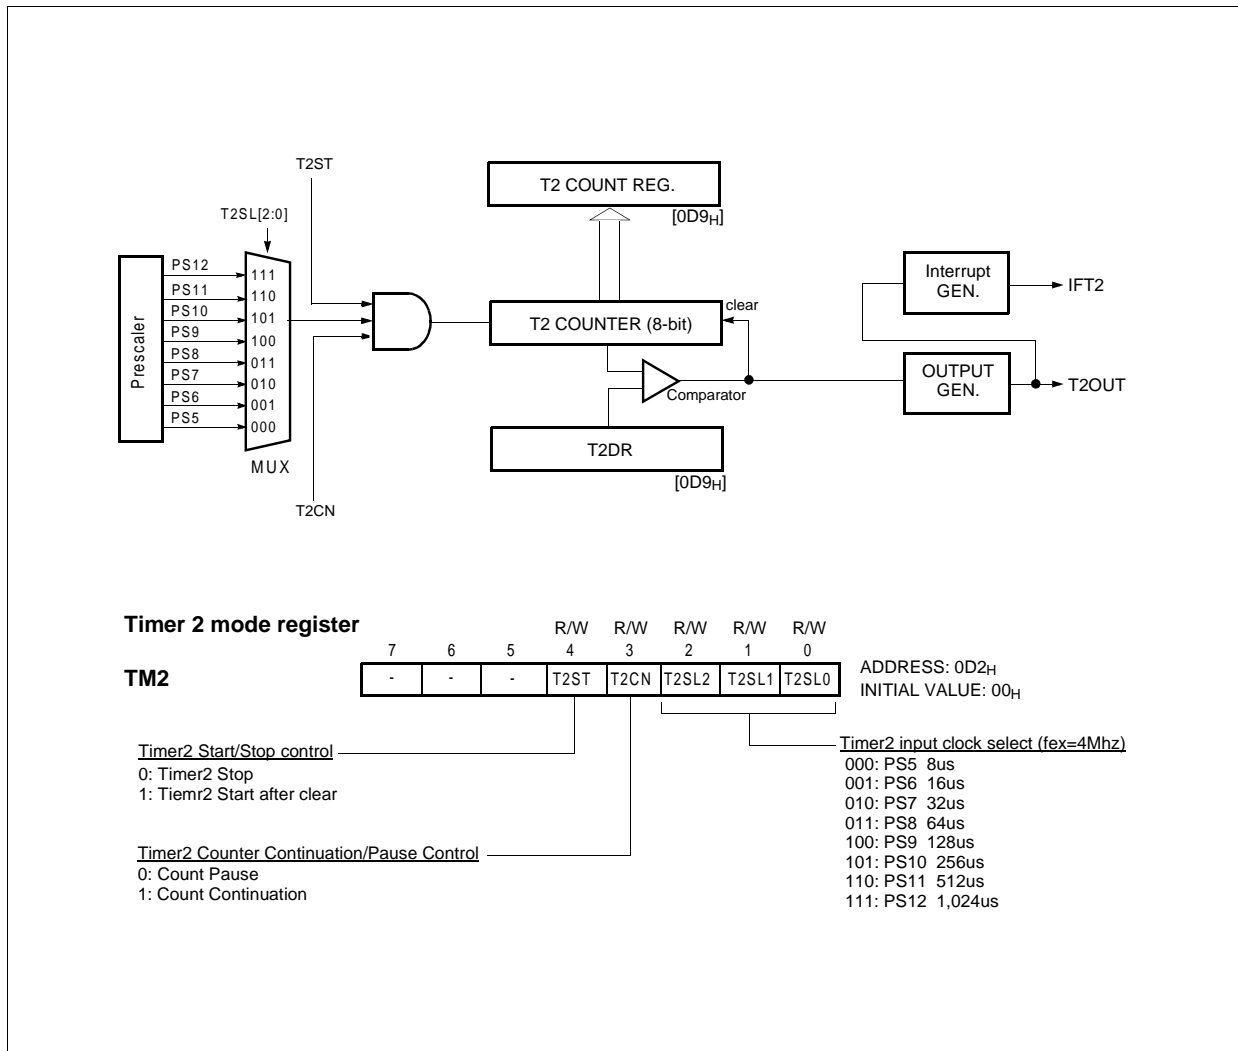 T2ST
T2 COUNT REG.
[0D9H]
T2SL[2:0]
Prescaler
PS12
PS11
PS10
PS9
PS8
PS7
PS6
PS5
111
110
101
100
011
010
001
000
MUX
T2CN
T2 COUNTER (8-bit)
clear
Comparator
T2DR
[0D9H]
Interrupt
GEN.
IFT2
OUTPUT
GEN.
T2OUT
Timer 2 mode register
R/W R/W R/W R/W R/W
7 6 5 4 3 2 1 0
TM2
- - - T2ST T2CN T2SL2 T2SL1 T2SL0
ADDRESS: 0D2H
INITIAL VALUE: 00H
Timer2 Start/Stop control
0: Timer2 Stop
1: Tiemr2 Start after clear
Timer2 Counter Continuation/Pause Control
0: Count Pause
1: Count Continuation
Timer2 input clock select (fex=4Mhz)
000: PS5 8us
001: PS6 16us
010: PS7 32us
011: PS8 64us
100: PS9 128us
101: PS10 256us
110: PS11 512us
111: PS12 1,024us